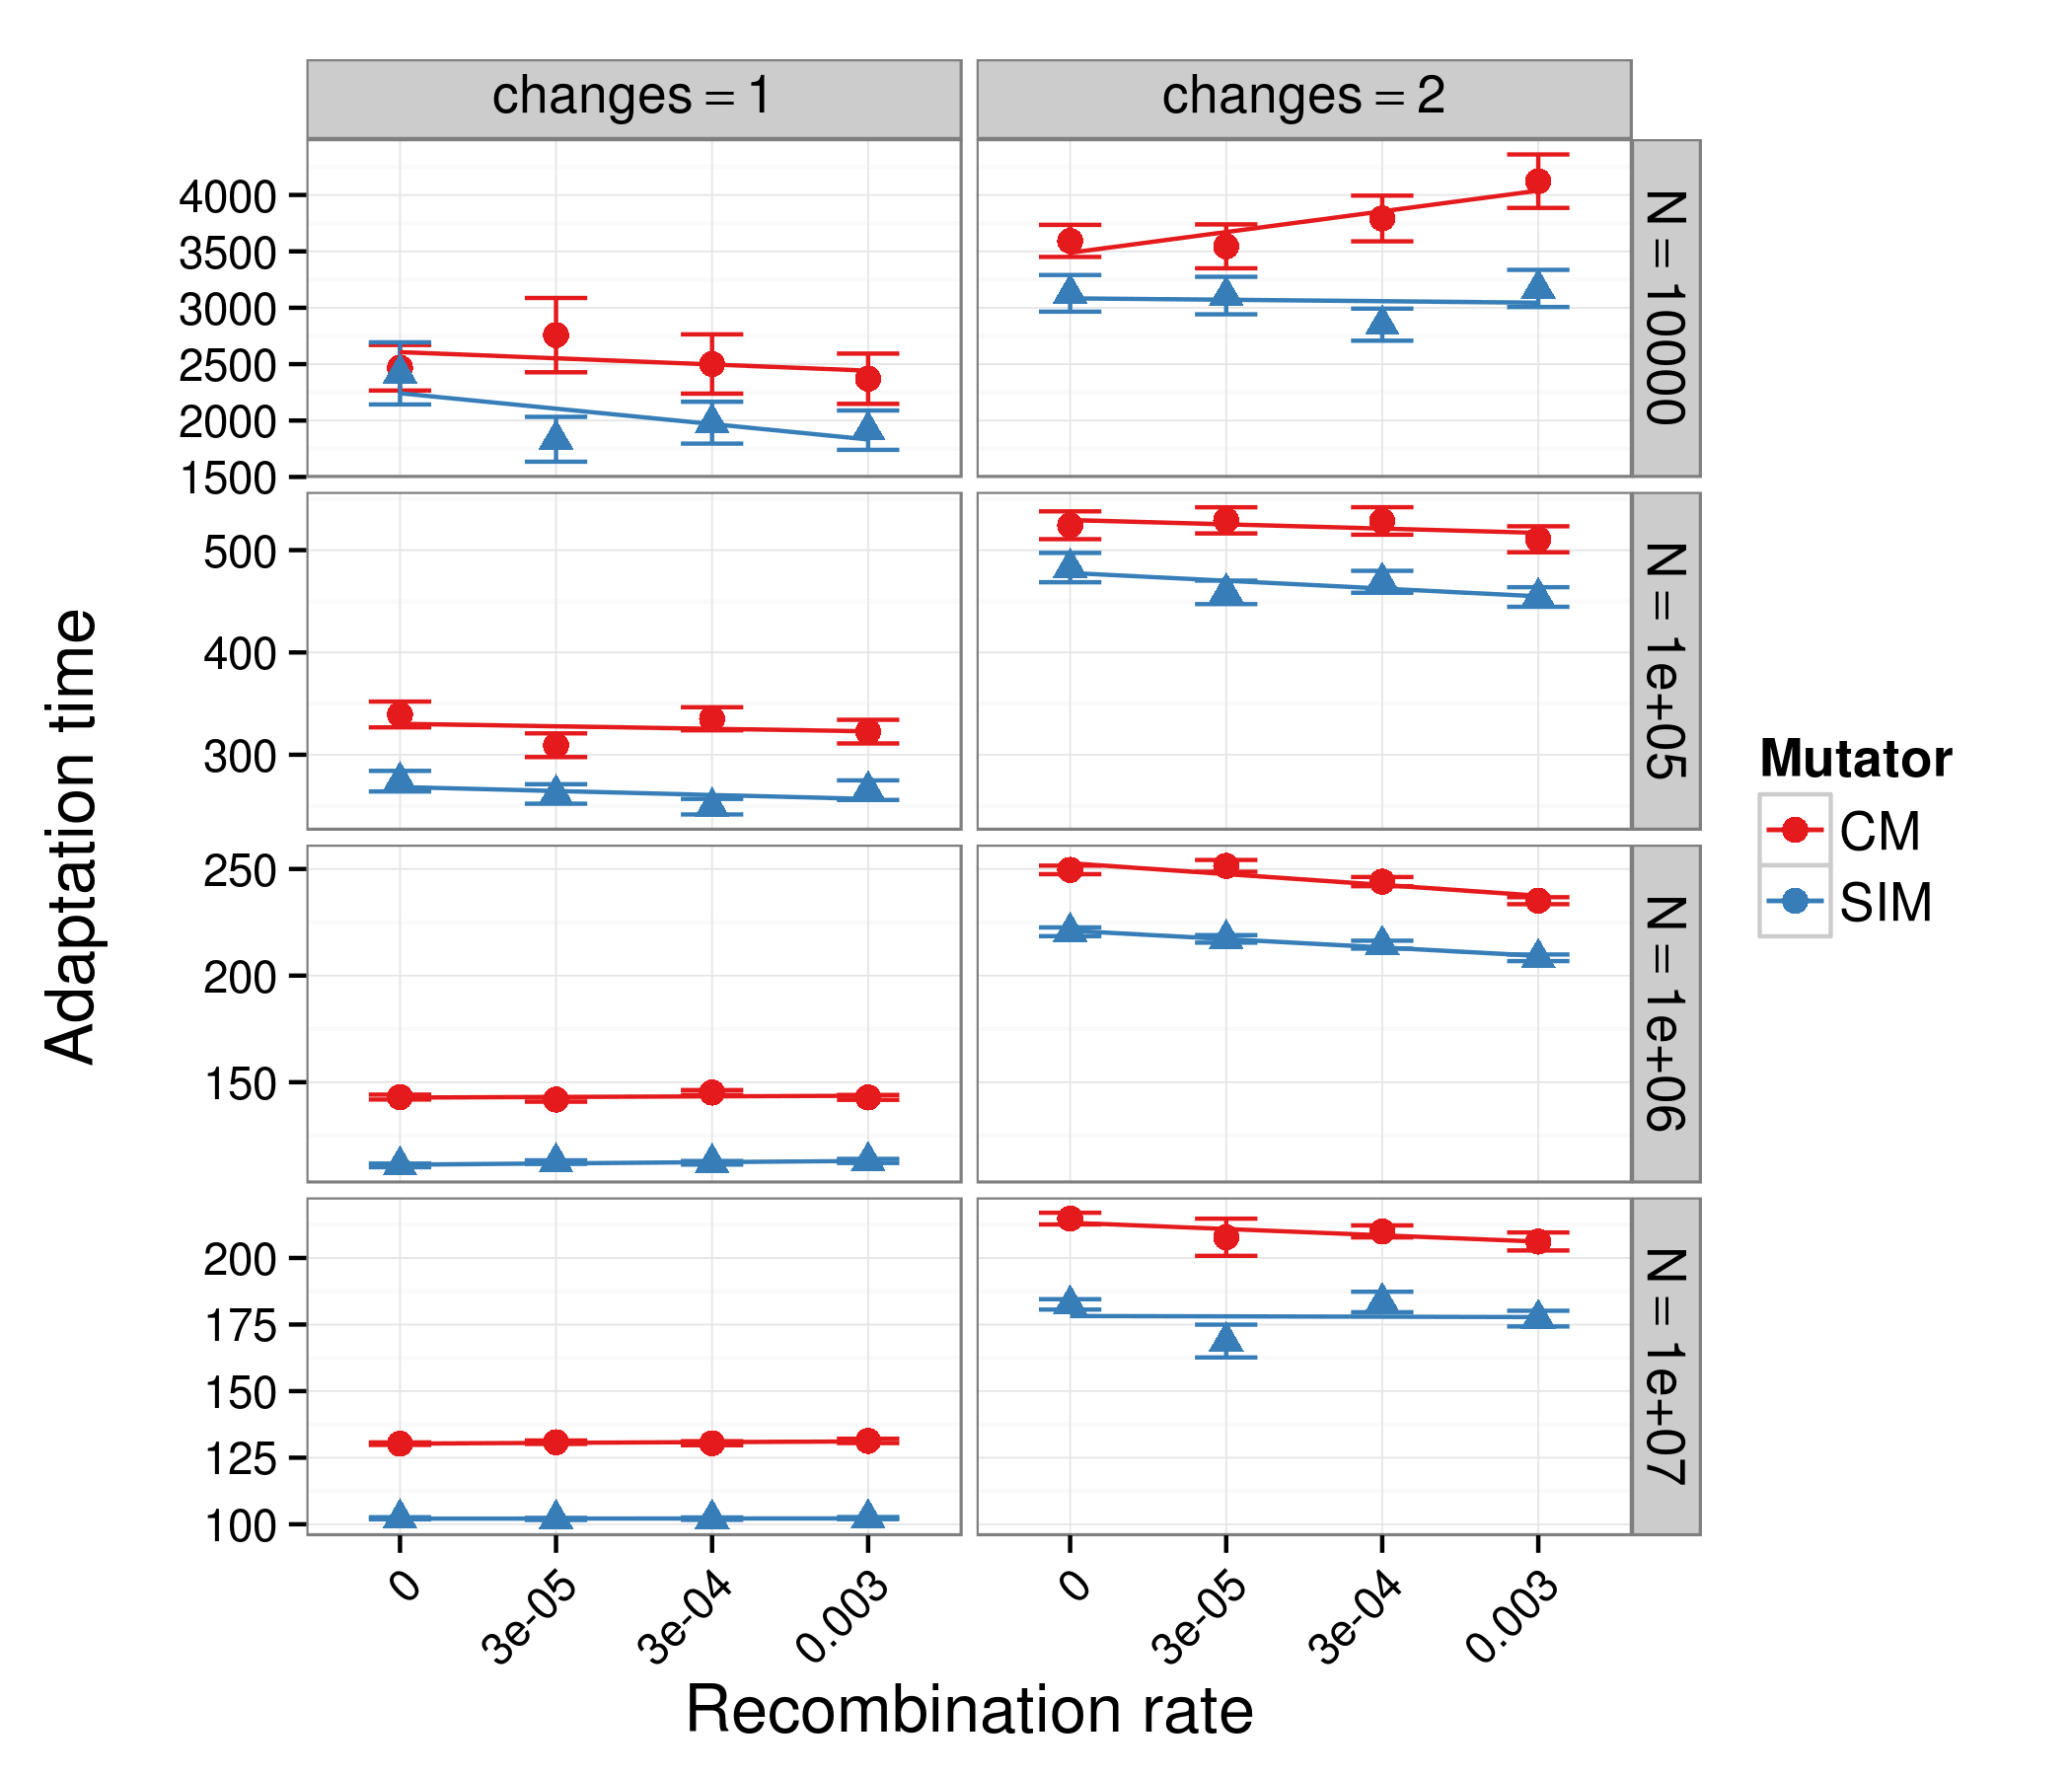 changes = 1
changes = 2
4000
3500
3000
2500
2000
1500
N = 10000
500
400
300
N = 1e+05
250
200
150
N = 1e+06
200
175
150
125
100
N = 1e+07
0
3e-05
3e-04
0.003
0
3e-05
3e-04
0.003
Recombination rate
Adaptation time
Mutator
CM
SIM